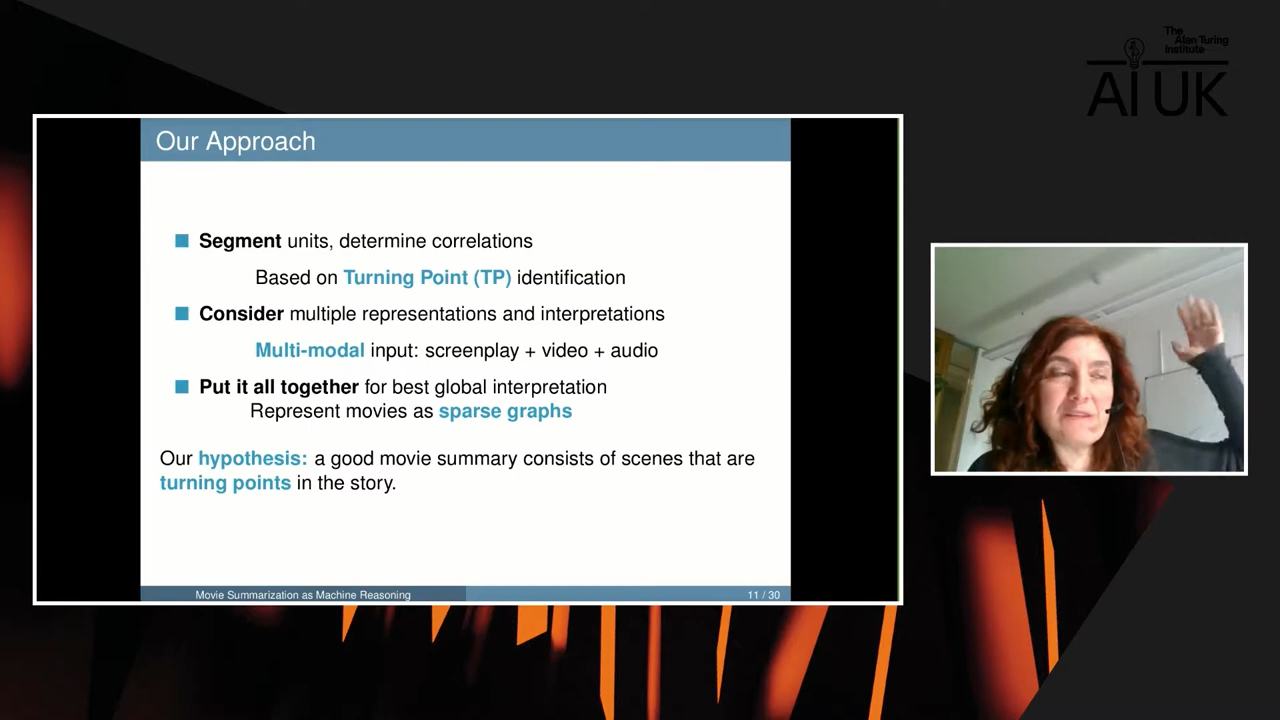 The
Alan Turing
Institute
AI UK
Our Approach
Segment units, determine correlations
Based on Turning Point (TP) identification
Consider multiple representations and interpretations
Multi-modal input: screenplay + video + audio
Put it all together for best global interpretation
Represent movies as sparse graphs
Our hypothesis: a good movie summary consists of scenes that are
turning points in the story.
Movie Summarization as Machine Reasoning
11 / 30